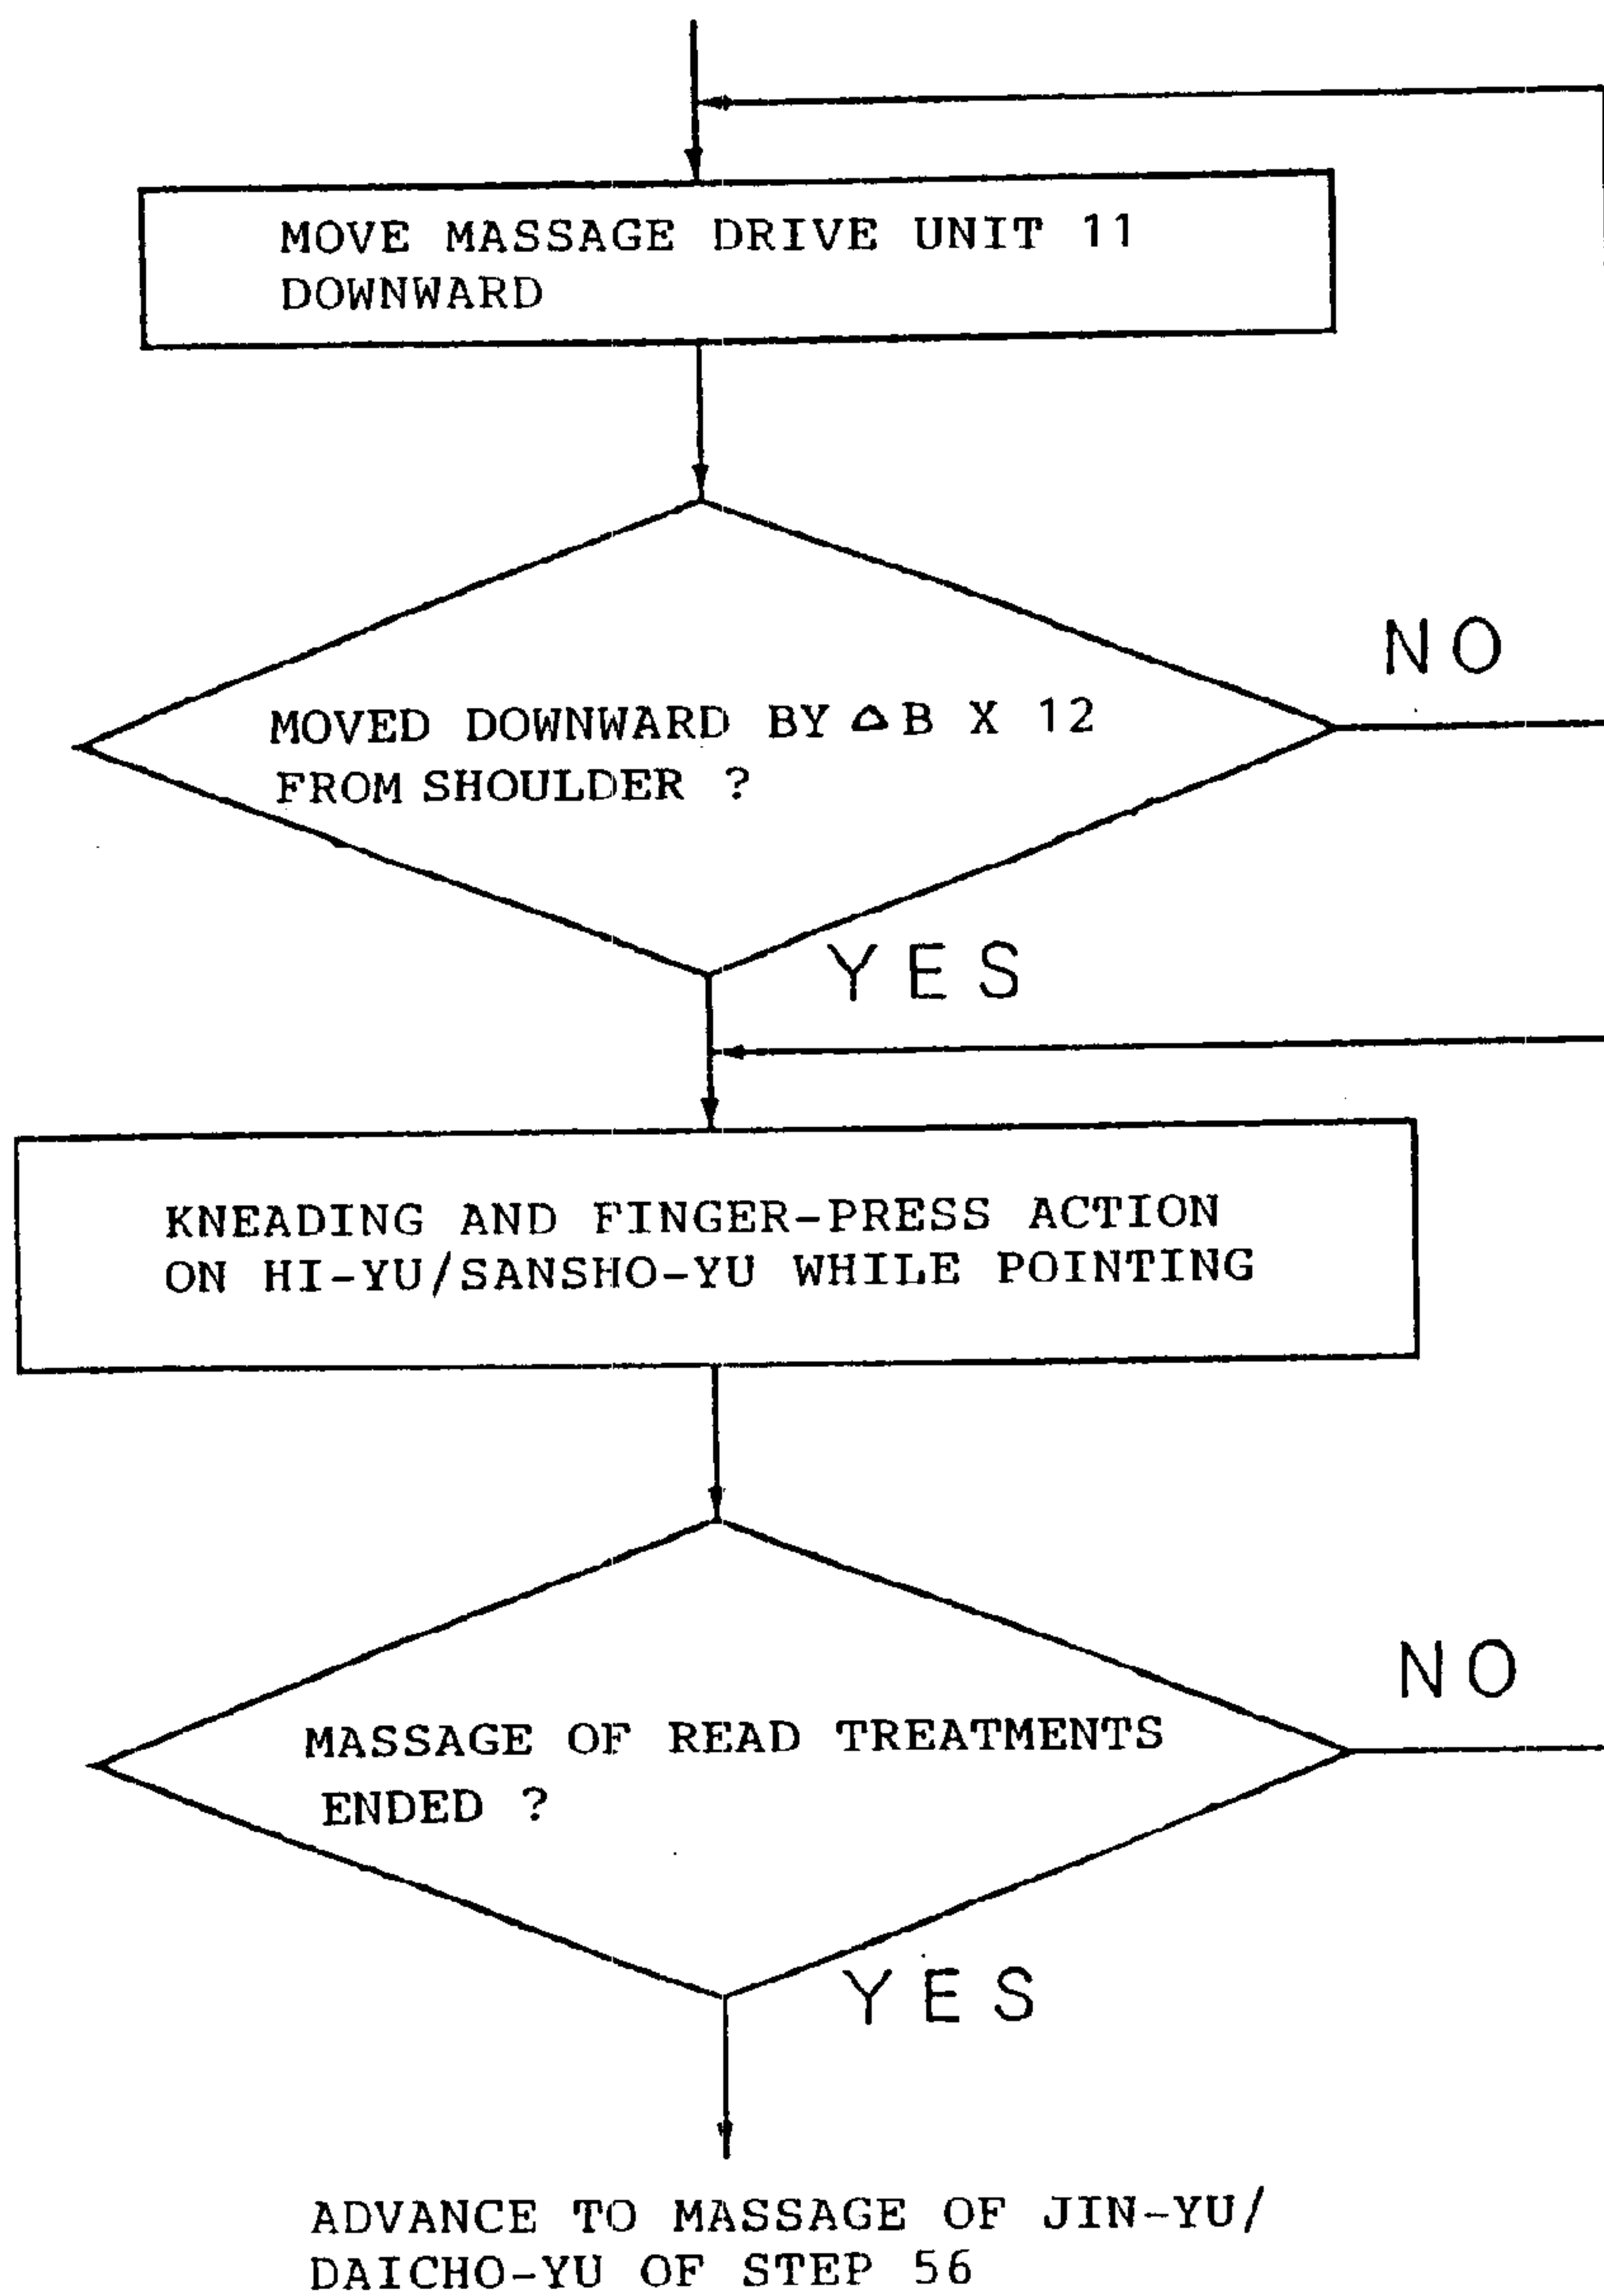 MOVE MASSAGE DRIVE UNIT 11
DOWNWARD
NO
MOVED DOWNWARD BY △B X 12
FROM SHOULDER ?
YES
KNEADING AND FINGER-PRESS ACTION
ON HI-YU/SANSHO-YU WHILE POINTING
NO
MASSAGE OF READ TREATMENTS
ENDED ?
YES
ADVANCE TO MASSAGE OF JIN-YU/
DAICHO-YU OF STEP 56